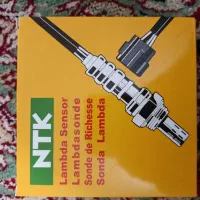 NTK
Lambda Sensor
Lambdasonde
Sonde de Richesse
Sonda Lambda